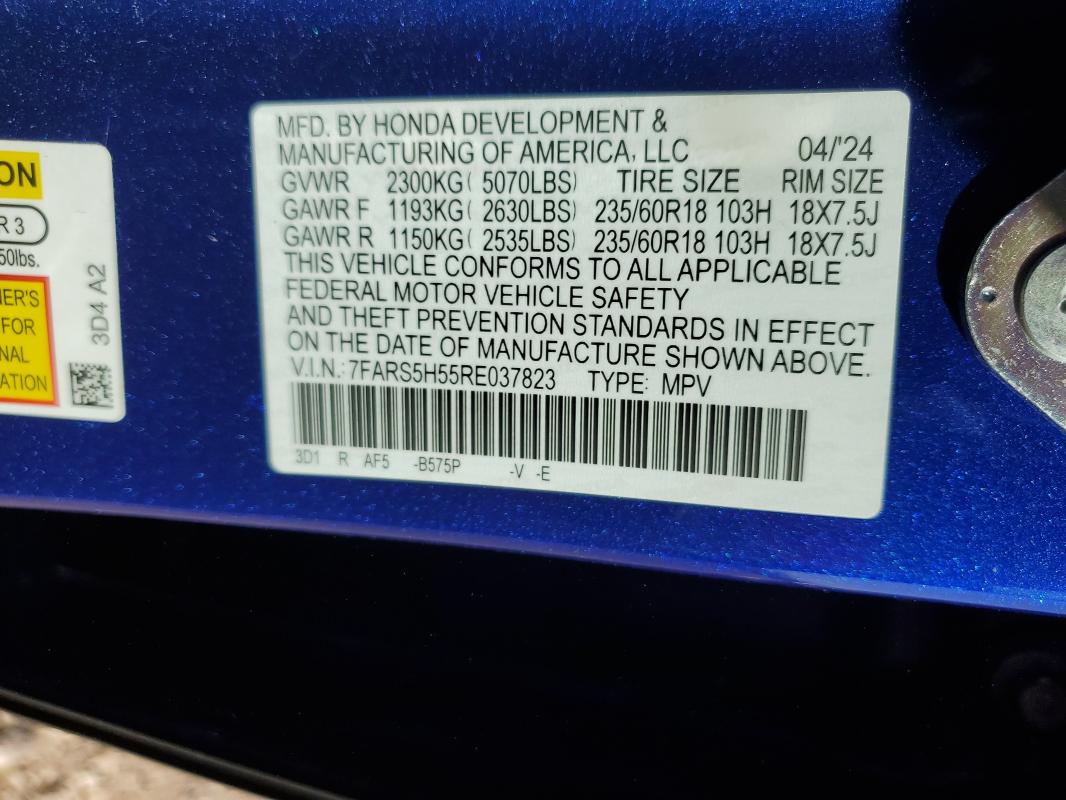 ON
R 3
50lbs.
NER'S
FOR
NAL
ATION
3D4 A2
MFD. BY HONDA DEVELOPMENT &
MANUFACTURING OF AMERICA, LLC 04/'24
GVWR 2300KG( 5070LBS) TIRE SIZE RIM SIZE
GAWR F 1193KG( 2630LBS) 235/60R18 103H 18X7.5J
GAWR R 1150KG( 2535LBS) 235/60R18 103H 18X7.5J
THIS VEHICLE CONFORMS TO ALL APPLICABLE
FEDERAL MOTOR VEHICLE SAFETY
AND THEFT PREVENTION STANDARDS IN EFFECT
ON THE DATE OF MANUFACTURE SHOWN ABOVE.
V.I.N.: 7FARS5H55RE037823 TYPE: MPV
3D1 R AF5 -B575P -V -E